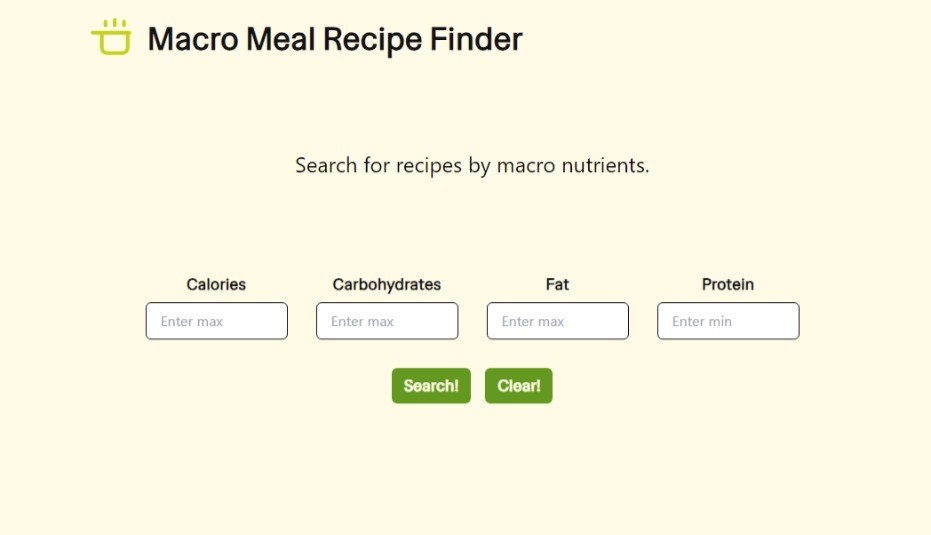 Macro Meal Recipe Finder
Search for recipes by macro nutrients.
Calories Carbohydrates Fat Protein
Enter max Enter max Enter max Enter min
Search! Clear!